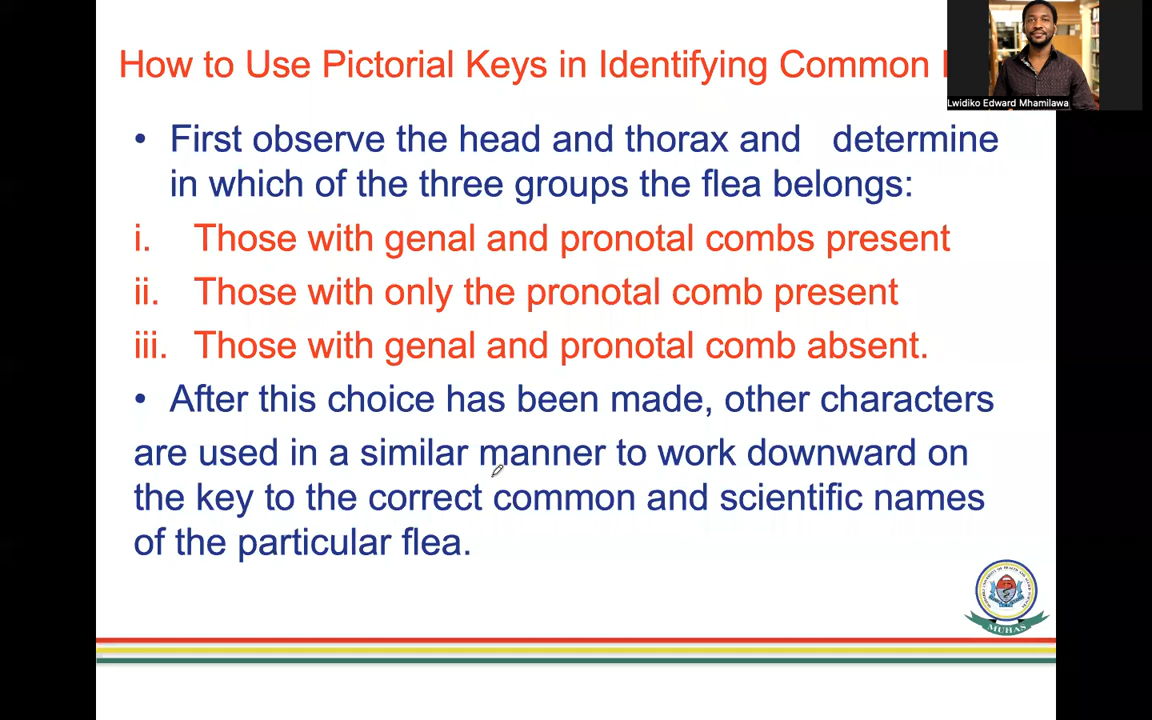 How to Use Pictorial Keys in Identifying Common
Lwidiko Edward Mhamilawa
• First observe the head and thorax and determine
in which of the three groups the flea belongs:
i. Those with genal and pronotal combs present
ii. Those with only the pronotal comb present
iii. Those with genal and pronotal comb absent.
• After this choice has been made, other characters
are used in a similar manner to work downward on
the key to the correct common and scientific names
of the particular flea.
MUHAS